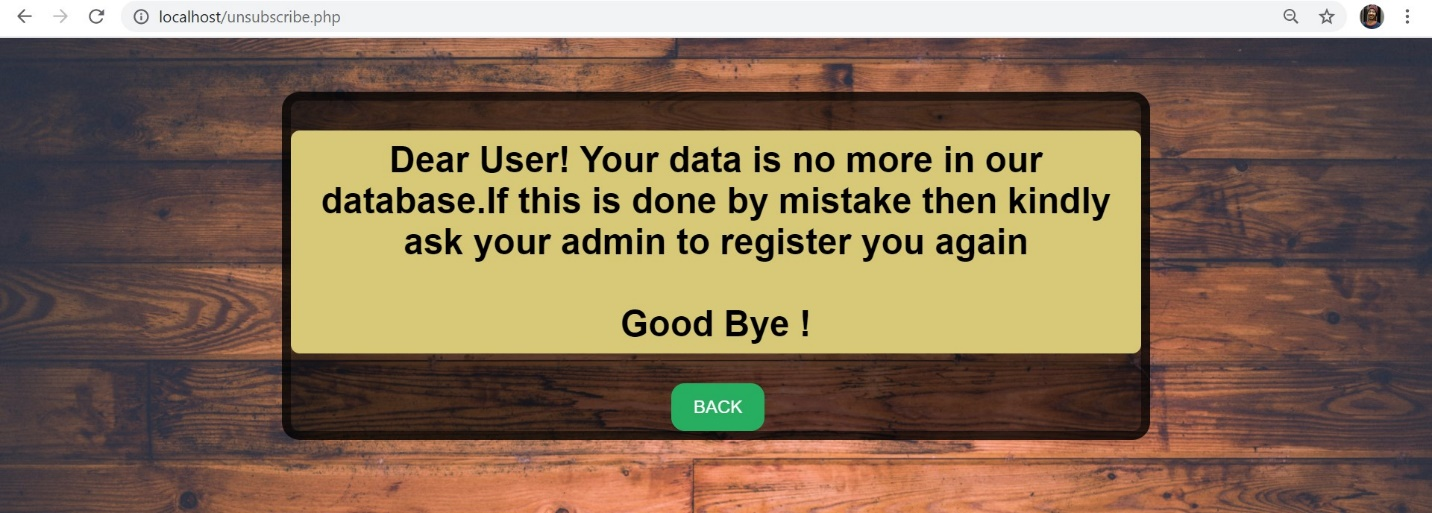 localhost/unsubscribe.php
Dear User! Your data is no more in our
database.If this is done by mistake then kindly
ask your admin to register you again
Good Bye !
BACK